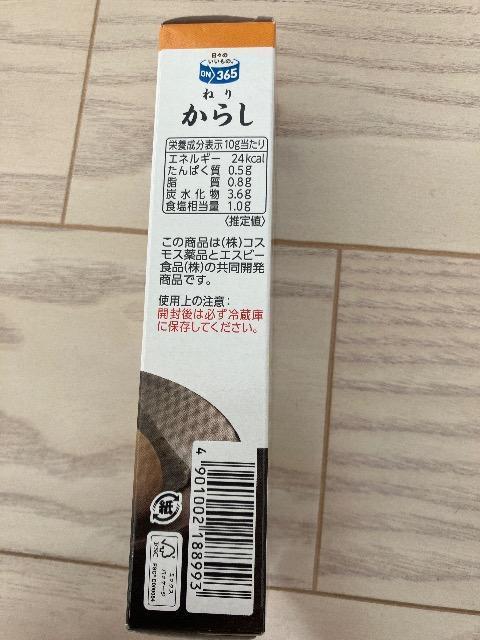 日々の
いいもの。
ON 365
ねり
からし
栄養成分表示10g当たり
エネルギー 24kcal
たんぱく質 0.5g
脂質 0.8g
炭水化物 3.6g
食塩相当量 1.0g
〈推定値〉
この商品は(株)コス
モス薬品とエスビー
食品(株)の共同開発
商品です。
使用上の注意:
開封後は必ず冷蔵庫
に保存してください。
4 901002 188993
紙